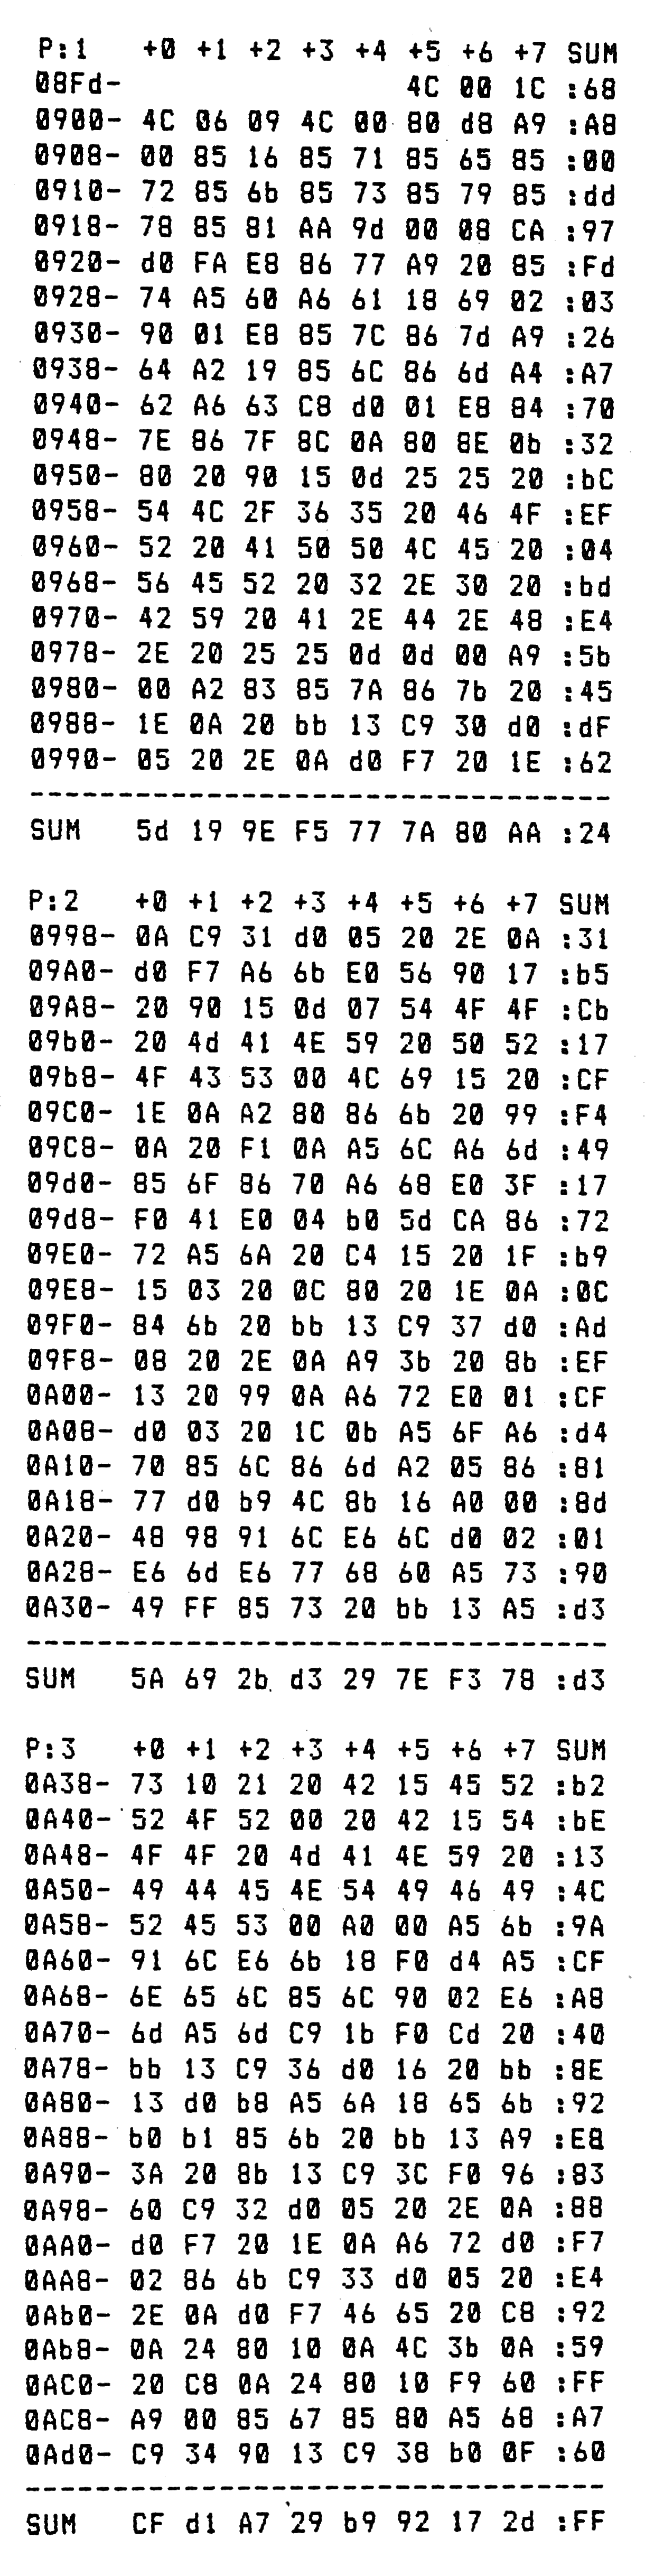 P:1 +0 +1 +2 +3 +4 +5 +6 +7 SUM
08Fd- 4C 00 1C :68
0900- 4C 06 09 4C 00 80 d8 A9 :A8
0908- 00 85 16 85 71 85 65 85 :00
0910- 72 85 6b 85 73 85 79 85 :dd
0918- 78 85 81 AA 9d 00 08 CA :97
0920- d0 FA E8 86 77 A9 20 85 :Fd
0928- 74 A5 60 A6 61 18 69 02 :03
0930- 90 01 E8 85 7C 86 7d A9 :26
0938- 64 A2 19 85 6C 86 6d A4 :A7
0940- 62 A6 63 C8 d0 01 E8 84 :70
0948- 7E 86 7F 8C 0A 80 8E 0b :32
0950- 80 20 90 15 0d 25 25 20 :bC
0958- 54 4C 2F 36 35 20 46 4F :EF
0960- 52 20 41 50 50 4C 45 20 :04
0968- 56 45 52 20 32 2E 30 20 :bd
0970- 42 59 20 41 2E 44 2E 48 :E4
0978- 2E 20 25 25 0d 0d 00 A9 :5b
0980- 00 A2 83 85 7A 86 7b 20 :45
0988- 1E 0A 20 bb 13 C9 30 d0 :dF
0990- 05 20 2E 0A d0 F7 20 1E :62
SUM 5d 19 9E F5 77 7A 80 AA :24
P:2 +0 +1 +2 +3 +4 +5 +6 +7 SUM
0998- 0A C9 31 d0 05 20 2E 0A :31
09A0- d0 F7 A6 6b E0 56 90 17 :b5
09A8- 20 90 15 0d 07 54 4F 4F :Cb
09b0- 20 4d 41 4E 59 20 50 52 :17
09b8- 4F 43 53 00 4C 69 15 20 :CF
09C0- 1E 0A A2 80 86 6b 20 99 :F4
09C8- 0A 20 F1 0A A5 6C A6 6d :49
09d0- 85 6F 86 70 A6 68 E0 3F :17
09d8- F0 41 E0 04 b0 5d CA 86 :72
09E0- 72 A5 6A 20 C4 15 20 1F :b9
09E8- 15 03 20 0C 80 20 1E 0A :0C
09F0- 84 6b 20 bb 13 C9 37 d0 :Ad
09F8- 08 20 2E 0A A9 3b 20 8b :EF
0A00- 13 20 99 0A A6 72 E0 01 :CF
0A08- d0 03 20 1C 0b A5 6F A6 :d4
0A10- 70 85 6C 86 6d A2 05 86 :81
0A18- 77 d0 b9 4C 8b 16 A0 00 :8d
0A20- 48 98 91 6C E6 6C d0 02 :01
0A28- E6 6d E6 77 68 60 A5 73 :90
0A30- 49 FF 85 73 20 bb 13 A5 :d3
SUM 5A 69 2b d3 29 7E F3 78 :d3
P:3 +0 +1 +2 +3 +4 +5 +6 +7 SUM
0A38- 73 10 21 20 42 15 45 52 :b2
0A40- 52 4F 52 00 20 42 15 54 :bE
0A48- 4F 4F 20 4d 41 4E 59 20 :13
0A50- 49 44 45 4E 54 49 46 49 :4C
0A58- 52 45 53 00 A0 00 A5 6b :9A
0A60- 91 6C E6 6b 18 F0 d4 A5 :CF
0A68- 6E 65 6C 85 6C 90 02 E6 :A8
0A70- 6d A5 6d C9 1b F0 Cd 20 :40
0A78- bb 13 C9 36 d0 16 20 bb :8E
0A80- 13 d0 b8 A5 6A 18 65 6b :92
0A88- b0 b1 85 6b 20 bb 13 A9 :E8
0A90- 3A 20 8b 13 C9 3C F0 96 :83
0A98- 60 C9 32 d0 05 20 2E 0A :88
0AA0- d0 F7 20 1E 0A A6 72 d0 :F7
0AA8- 02 86 6b C9 33 d0 05 20 :E4
0Ab0- 2E 0A d0 F7 46 65 20 C8 :92
0Ab8- 0A 24 80 10 0A 4C 3b 0A :59
0AC0- 20 C8 0A 24 80 10 F9 60 :FF
0AC8- A9 00 85 67 85 80 A5 68 :A7
0Ad0- C9 34 90 13 C9 38 b0 0F :60
SUM CF d1 A7 29 b9 92 17 2d :FF